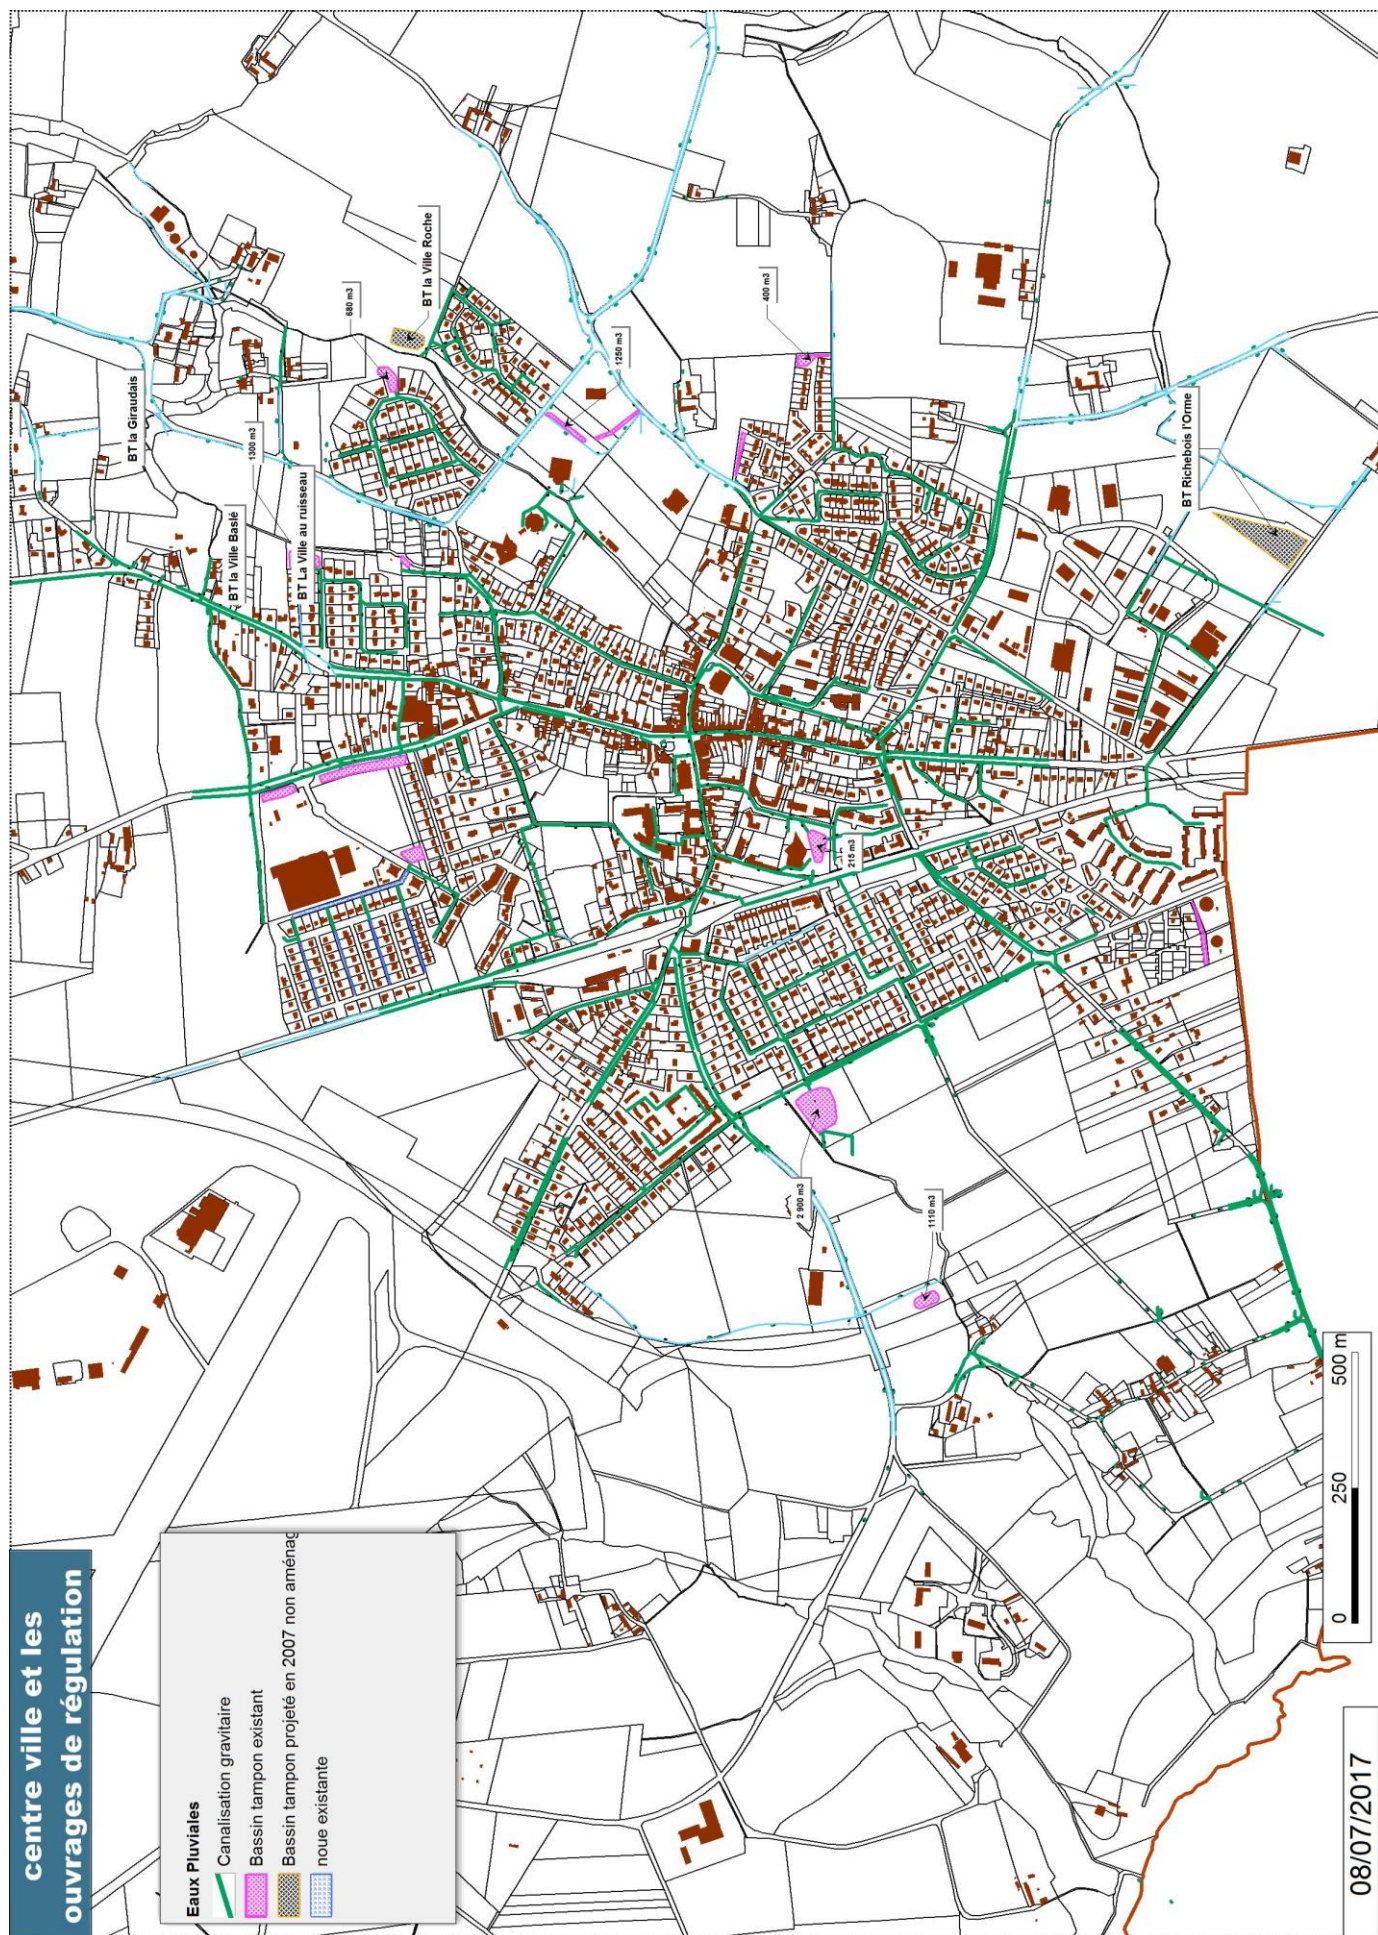 centre ville et les
ouvrages de régulation
Eaux Pluviales
Canalisation gravitaire
Bassin tampon existant
Bassin tampon projeté en 2007 non aménag
noue existante
BT la Giraudais
1300 m3
BT la Ville Baslé
BT La Ville au ruisseau
680 m3
BT la Ville Roche
1250 m3
400 m3
215 m3
2 900 m3
1110 m3
BT Richebois l'Orme
0 250 500 m
08/07/2017